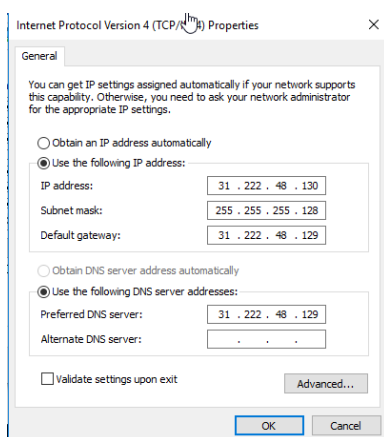 Internet Protocol Version 4 (TCP/ 4) Properties
General
You can get IP settings assigned automatically if your network supports
this capability. Otherwise, you need to ask your network administrator
for the appropriate IP settings.
Obtain an IP address automatically
Use the following IP address:
IP address: 31 . 222 . 48 . 130
Subnet mask: 255 . 255 . 255 . 128
Default gateway: 31 . 222 . 48 . 129
Obtain DNS server address automatically
Use the following DNS server addresses:
Preferred DNS server: 31 . 222 . 48 . 129
Alternate DNS server: . . .
Validate settings upon exit
Advanced...
OK Cancel